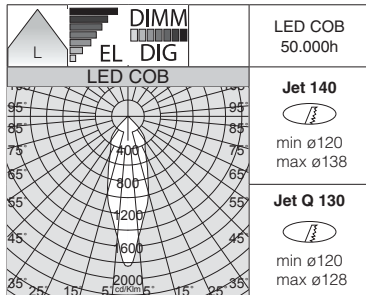 L
EL
DIMM
DIG
LED COB
50.000h
LED COB
95° 95°
85° 85°
75° 75°
65° 65°
45° 45°
35° 35°
25° 15° 5° 5° 15° 25°
400
800
1200
1600
2000
cd/Klm
Jet 140
min ø120
max ø138
Jet Q 130
min ø120
max ø128